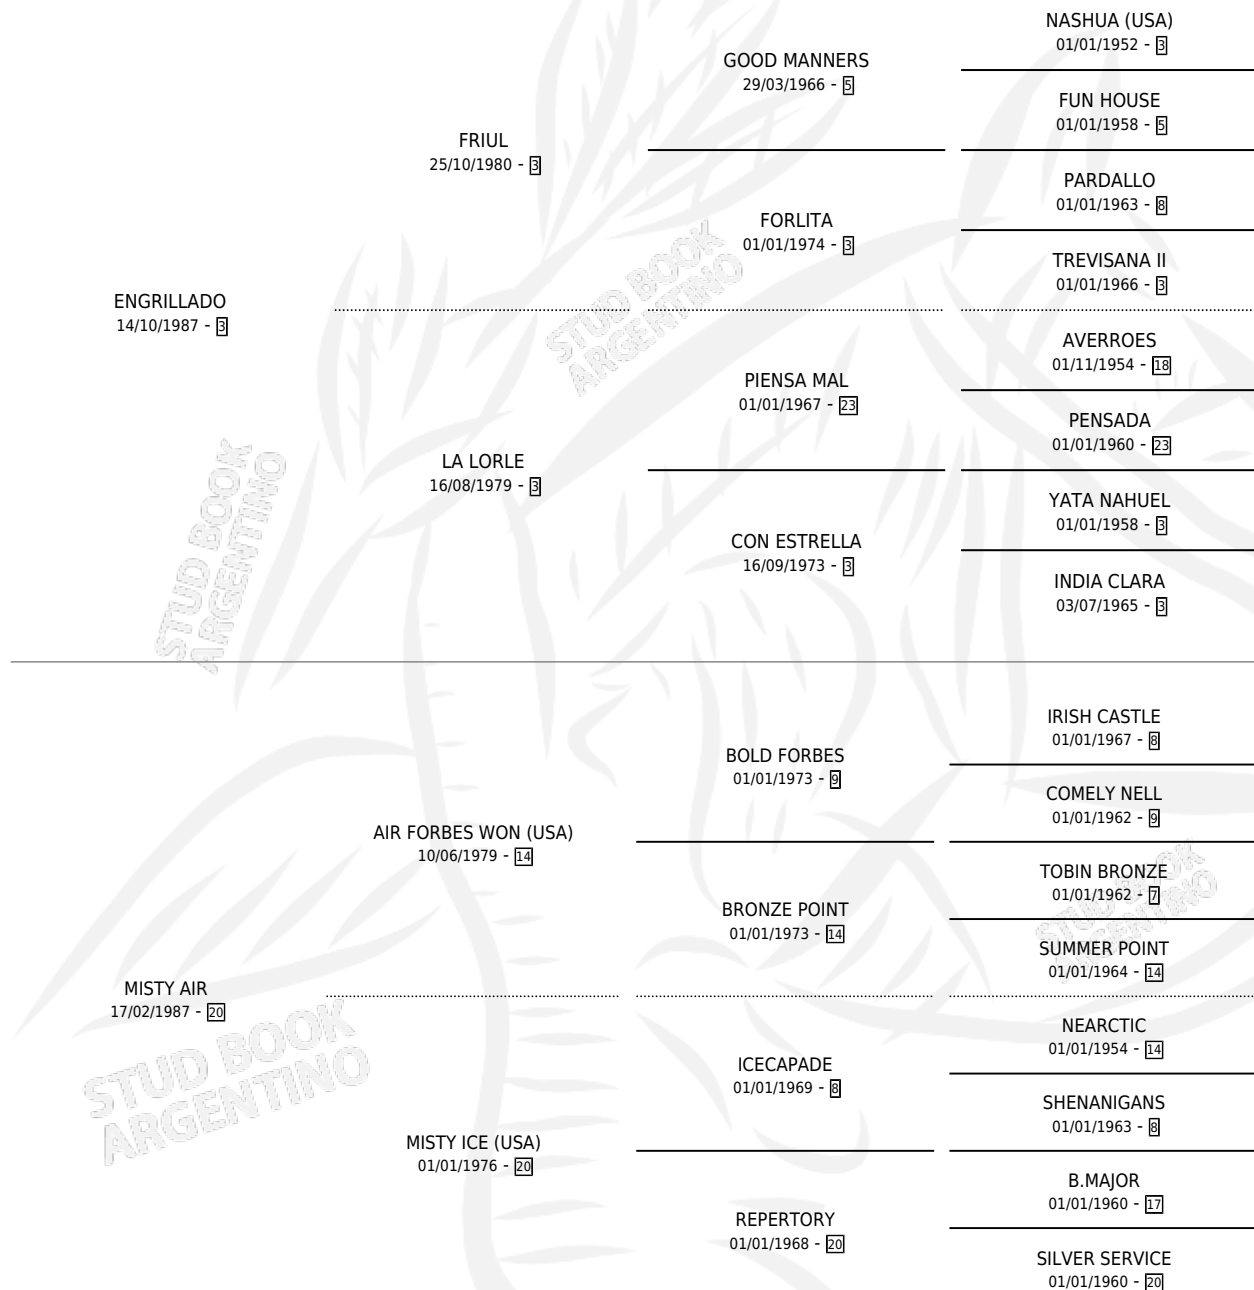 NASHUA (USA)
01/01/1952 - 3
GOOD MANNERS
29/03/1966 - 5
FUN HOUSE
01/01/1958 - 5
FRIUL
25/10/1980 - 3
PARDALLO
01/01/1963 - 8
FORLITA
01/01/1974 - 3
TREVISANA II
01/01/1966 - 3
ENGRILLADO
14/10/1987 - 3
AVERROES
01/11/1954 - 18
PIENSA MAL
01/01/1967 - 23
PENSADA
01/01/1960 - 23
LA LORLE
16/08/1979 - 3
YATA NAHUEL
01/01/1958 - 3
CON ESTRELLA
16/09/1973 - 3
INDIA CLARA
03/07/1965 - 3
IRISH CASTLE
01/01/1967 - 8
BOLD FORBES
01/01/1973 - 9
COMELY NELL
01/01/1962 - 9
AIR FORBES WON (USA)
10/06/1979 - 14
TOBIN BRONZE
01/01/1962 - 7
BRONZE POINT
01/01/1973 - 14
SUMMER POINT
01/01/1964 - 14
MISTY AIR
17/02/1987 - 20
NEARCTIC
01/01/1954 - 14
ICECAPADE
01/01/1969 - 8
SHENANIGANS
01/01/1963 - 8
MISTY ICE (USA)
01/01/1976 - 20
B.MAJOR
01/01/1960 - 17
REPERTORY
01/01/1968 - 20
SILVER SERVICE
01/01/1960 - 20
STUD BOOK
ARGENTINO
STUD BOOK
ARGENTINO
STUD BOOK
ARGENTINO
STUD BOOK
ARGENTINO